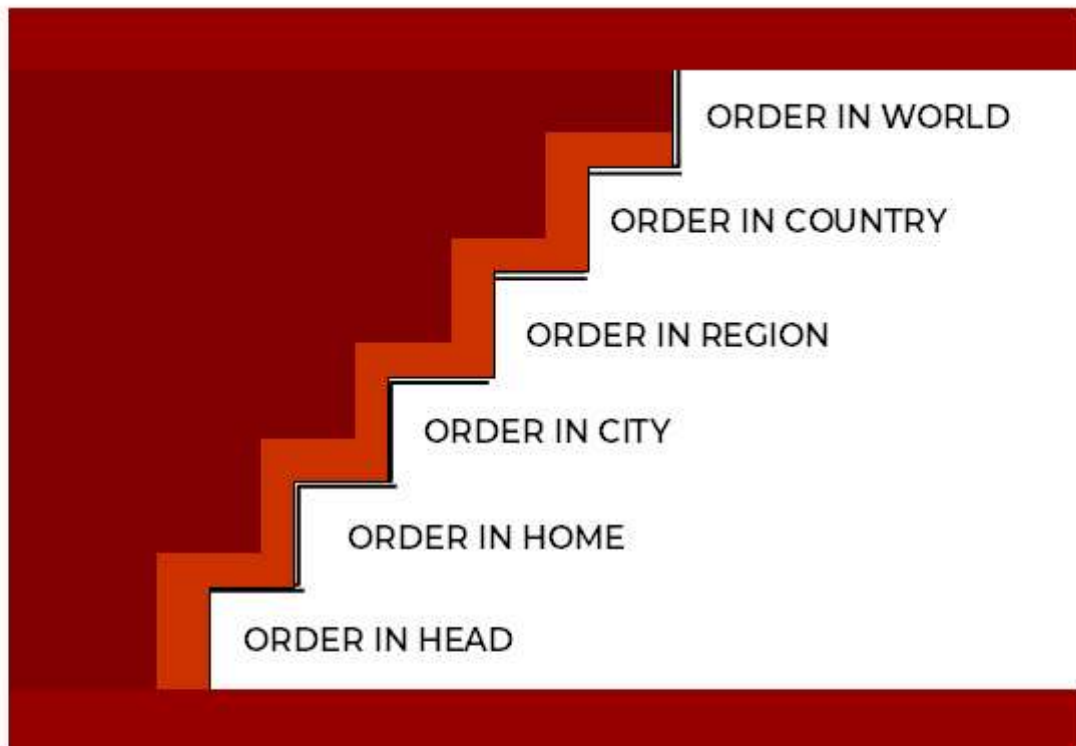 ORDER IN WORLD
ORDER IN COUNTRY
ORDER IN REGION
ORDER IN CITY
ORDER IN HOME
ORDER IN HEAD